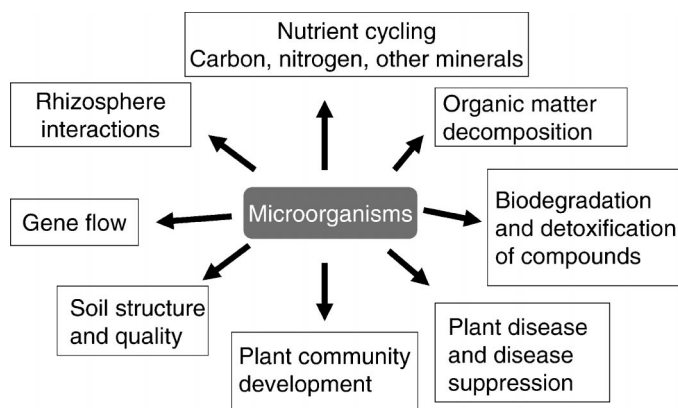 Nutrient cycling
Carbon, nitrogen, other minerals
Rhizosphere
interactions
Organic matter
decomposition
Microorganisms
Gene flow
Biodegradation
and detoxification
of compounds
Soil structure
and quality
Plant community
development
Plant disease
and disease
suppression